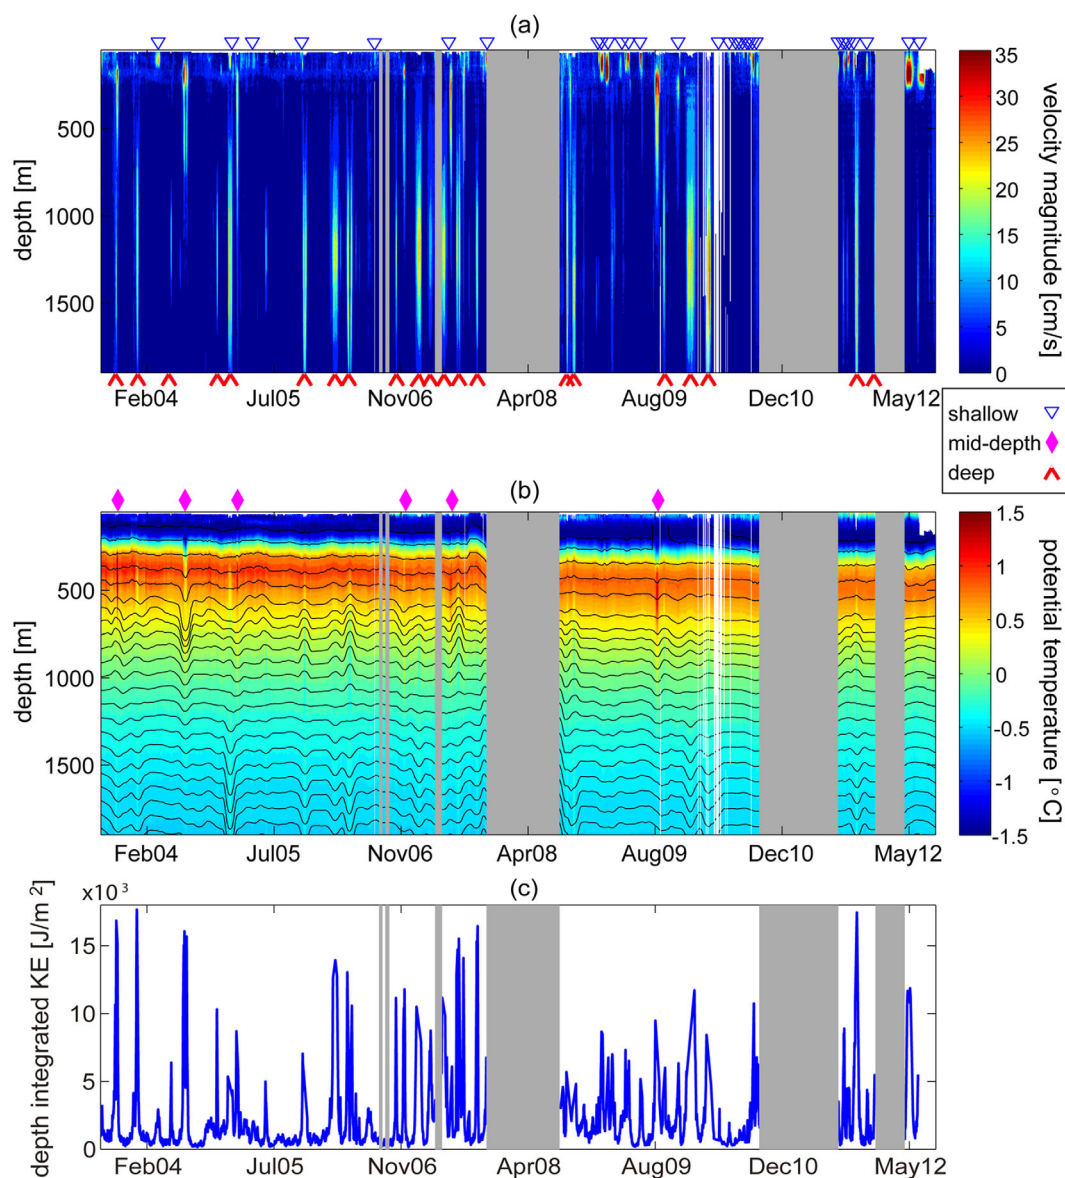 (a)
500
1000
1500
depth [m]
Feb04 Jul05 Nov06 Apr08 Aug09 Dec10 May12
35
30
25
20
15
10
5
0
velocity magnitude [cm/s]
shallow
mid-depth
deep
(b)
500
1000
1500
depth [m]
Feb04 Jul05 Nov06 Apr08 Aug09 Dec10 May12
1.5
1
0.5
0
-0.5
-1
-1.5
potential temperature [°C]
(c)
x10³
15
10
5
0
depth integrated KE [J/m²]
Feb04 Jul05 Nov06 Apr08 Aug09 Dec10 May12